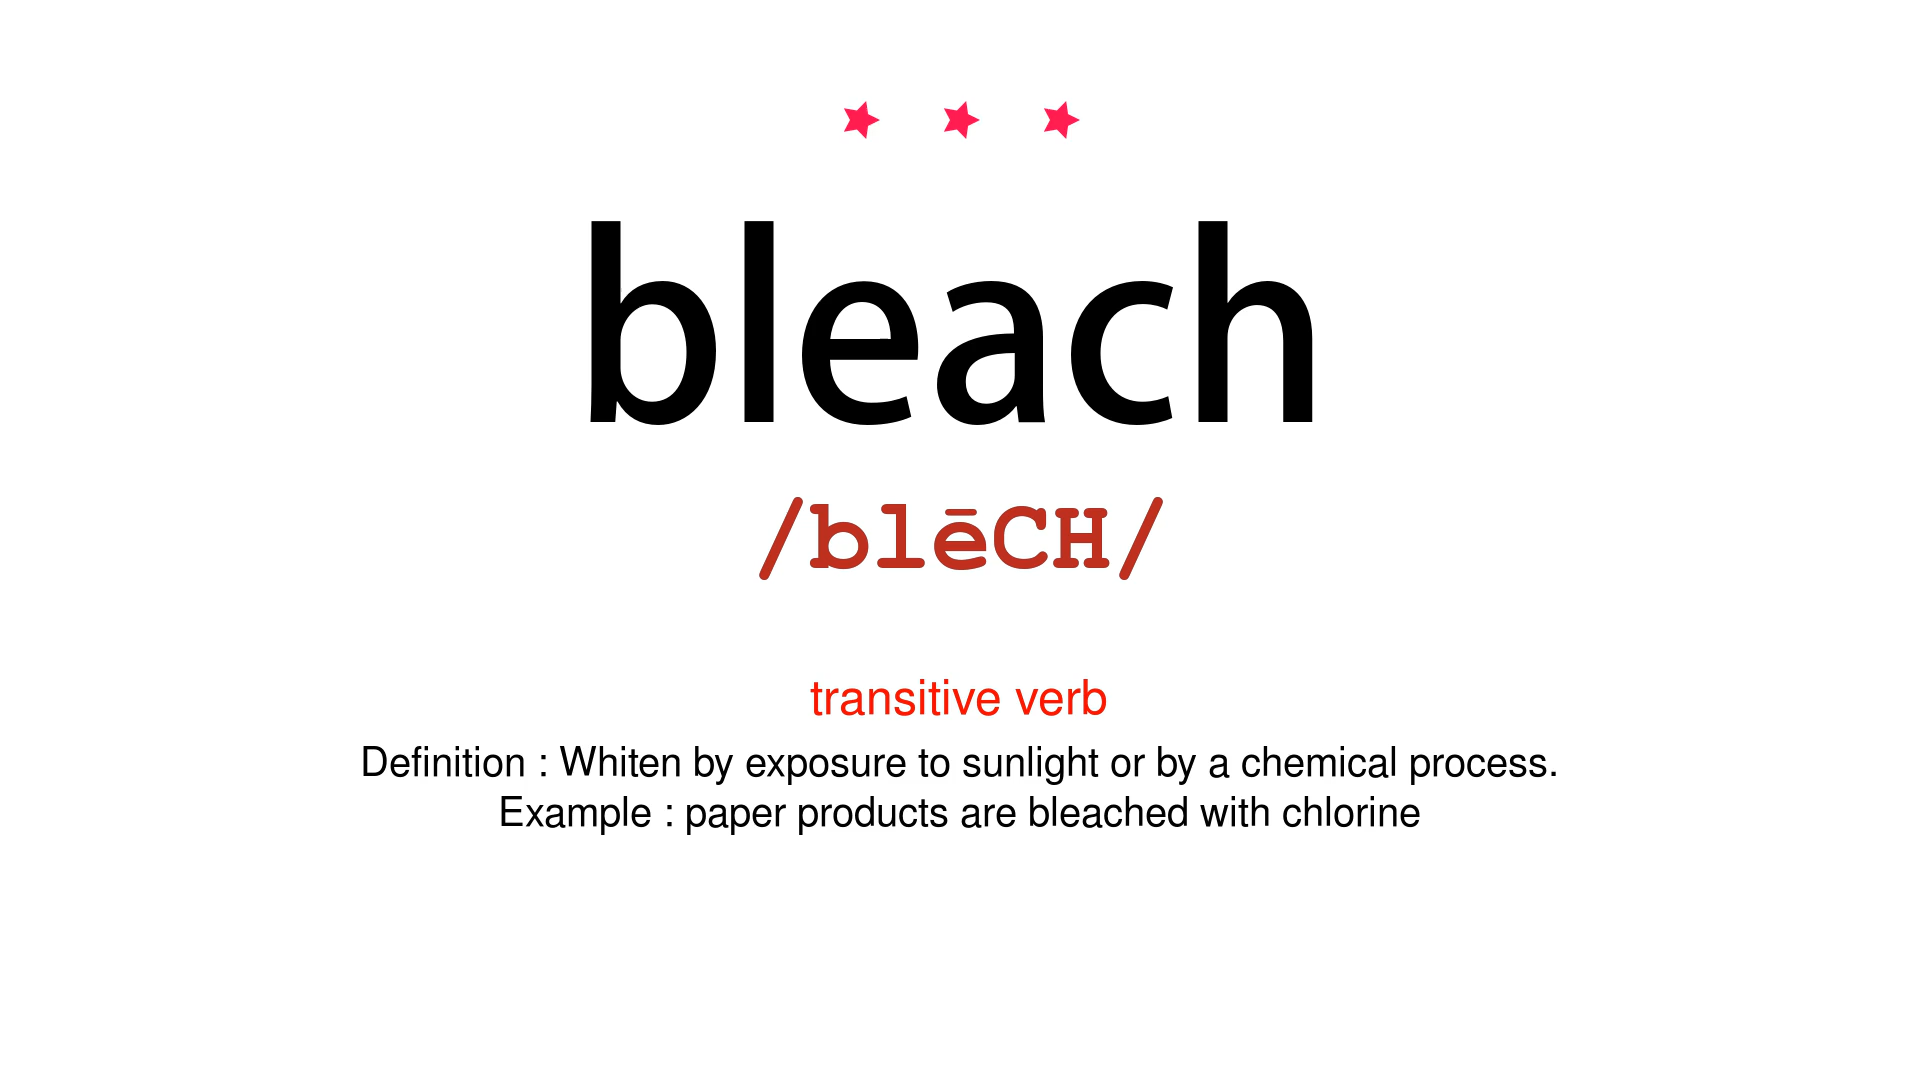 bleach
/blēCH/
transitive verb
Definition : Whiten by exposure to sunlight or by a chemical process.
Example : paper products are bleached with chlorine